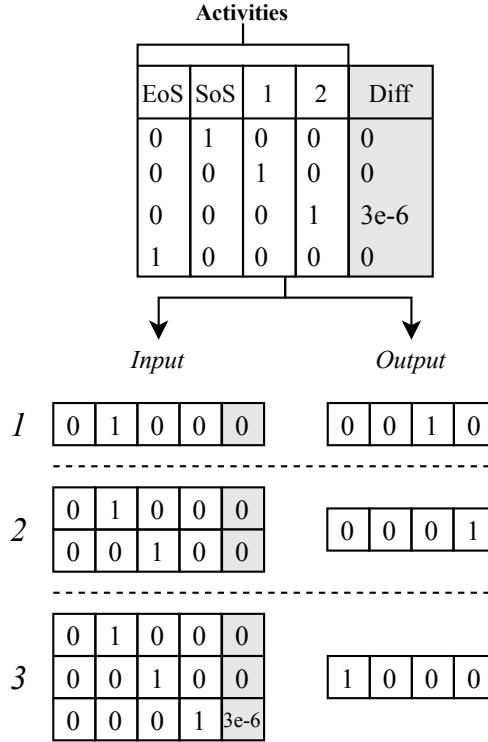 Activities
EoS SoS 1 2 Diff
0 1 0 0 0
0 0 1 0 0
0 0 0 1 3e-6
1 0 0 0 0
Input Output
1 0 1 0 0 0 0 0 1 0
0 1 0 0 0
2 0 0 0 1
0 0 1 0 0
0 1 0 0 0
3 0 0 1 0 0 1 0 0 0
0 0 0 1 3e-6